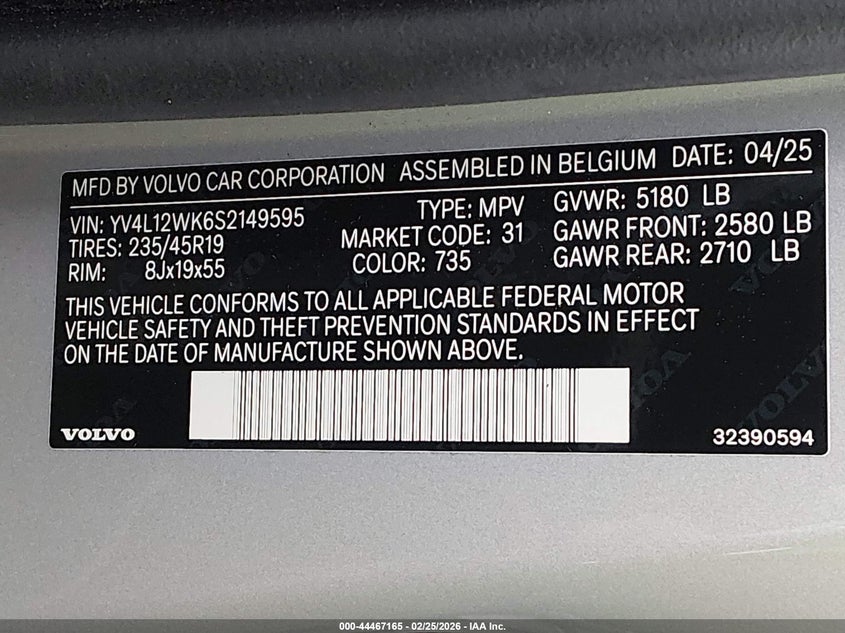 MFD BY VOLVO CAR CORPORATION ASSEMBLED IN BELGIUM DATE: 04/25
VIN: YV4L12WK6S2149595 TYPE: MPV GVWR: 5180 LB
TIRES: 235/45R19 MARKET CODE: 31 GAWR FRONT: 2580 LB
RIM: 8Jx19x55 COLOR: 735 GAWR REAR: 2710 LB
THIS VEHICLE CONFORMS TO ALL APPLICABLE FEDERAL MOTOR
VEHICLE SAFETY AND THEFT PREVENTION STANDARDS IN EFFECT
ON THE DATE OF MANUFACTURE SHOWN ABOVE.
VOLVO 32390594
000-44467165 - 02/25/2026 - IAA Inc.